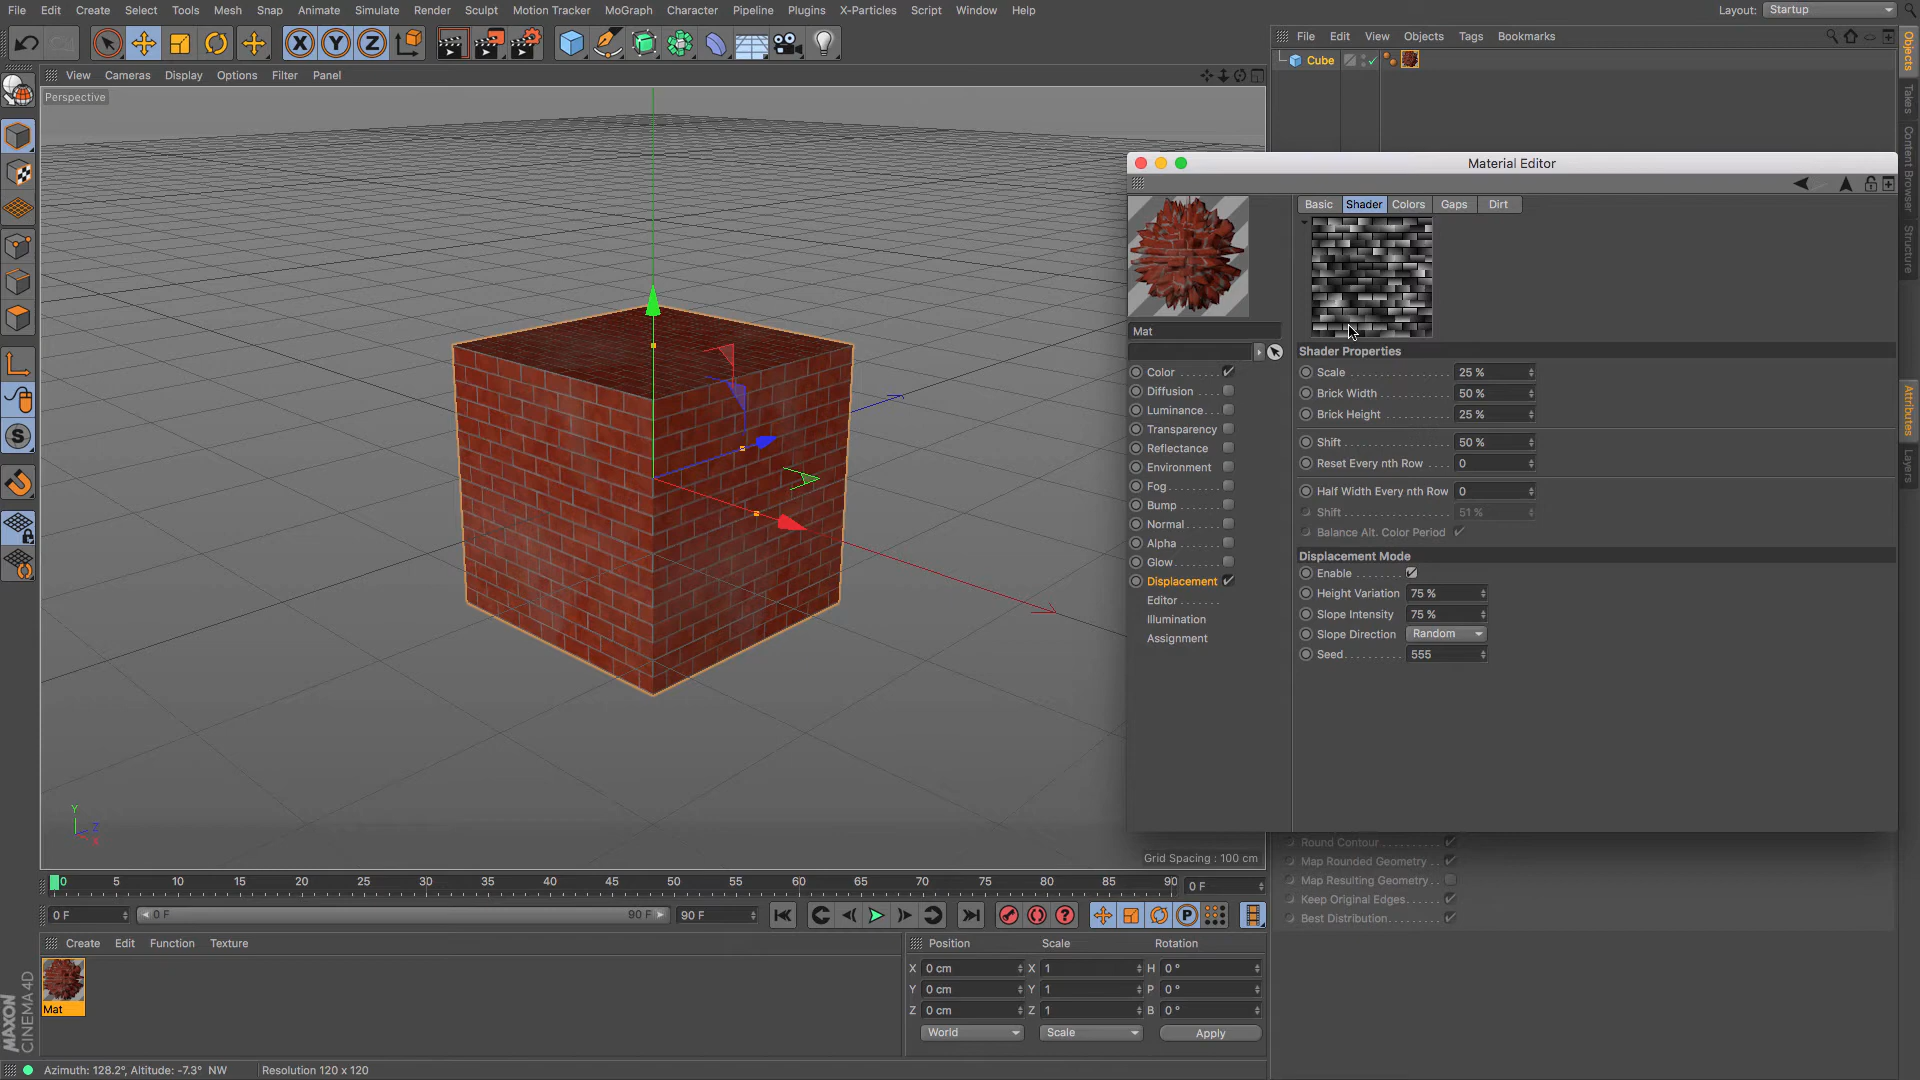 File Edit Create Select Tools Mesh Snap Animate Simulate Render Sculpt Motion Tracker MoGraph Character Pipeline Plugins X-Particles Script Window Help Layout: Startup
File Edit View Objects Tags Bookmarks
Cube
View Cameras Display Options Filter Panel
Perspective
Material Editor
Basic Shader Colors Gaps Dirt
Mat
Shader Properties
Color
Diffusion
Luminance
Transparency
Reflectance
Environment
Fog
Bump
Normal
Alpha
Glow
Displacement
Editor
Illumination
Assignment
Scale 25 %
Brick Width 50 %
Brick Height 25 %
Shift 50 %
Reset Every nth Row 0
Half Width Every nth Row 0
Shift 51 %
Balance Alt. Color Period
Displacement Mode
Enable
Height Variation 75 %
Slope Intensity 75 %
Slope Direction Random
Seed 555
Objects
Takes
Content Browser
Structure
Attributes
Layers
Round Contour
Map Rounded Geometry
Map Resulting Geometry
Keep Original Edges
Best Distribution
Y
Z
X
Grid Spacing : 100 cm
0 5 10 15 20 25 30 35 40 45 50 55 60 65 70 75 80 85 90 0 F
0 F 0 F 90 F 90 F
Create Edit Function Texture
Mat
Position Scale Rotation
X 0 cm X 1 H 0 °
Y 0 cm Y 1 P 0 °
Z 0 cm Z 1 B 0 °
World Scale Apply
MAXON
CINEMA 4D
Azimuth: 128.2°, Altitude: -7.3° NW Resolution 120 x 120